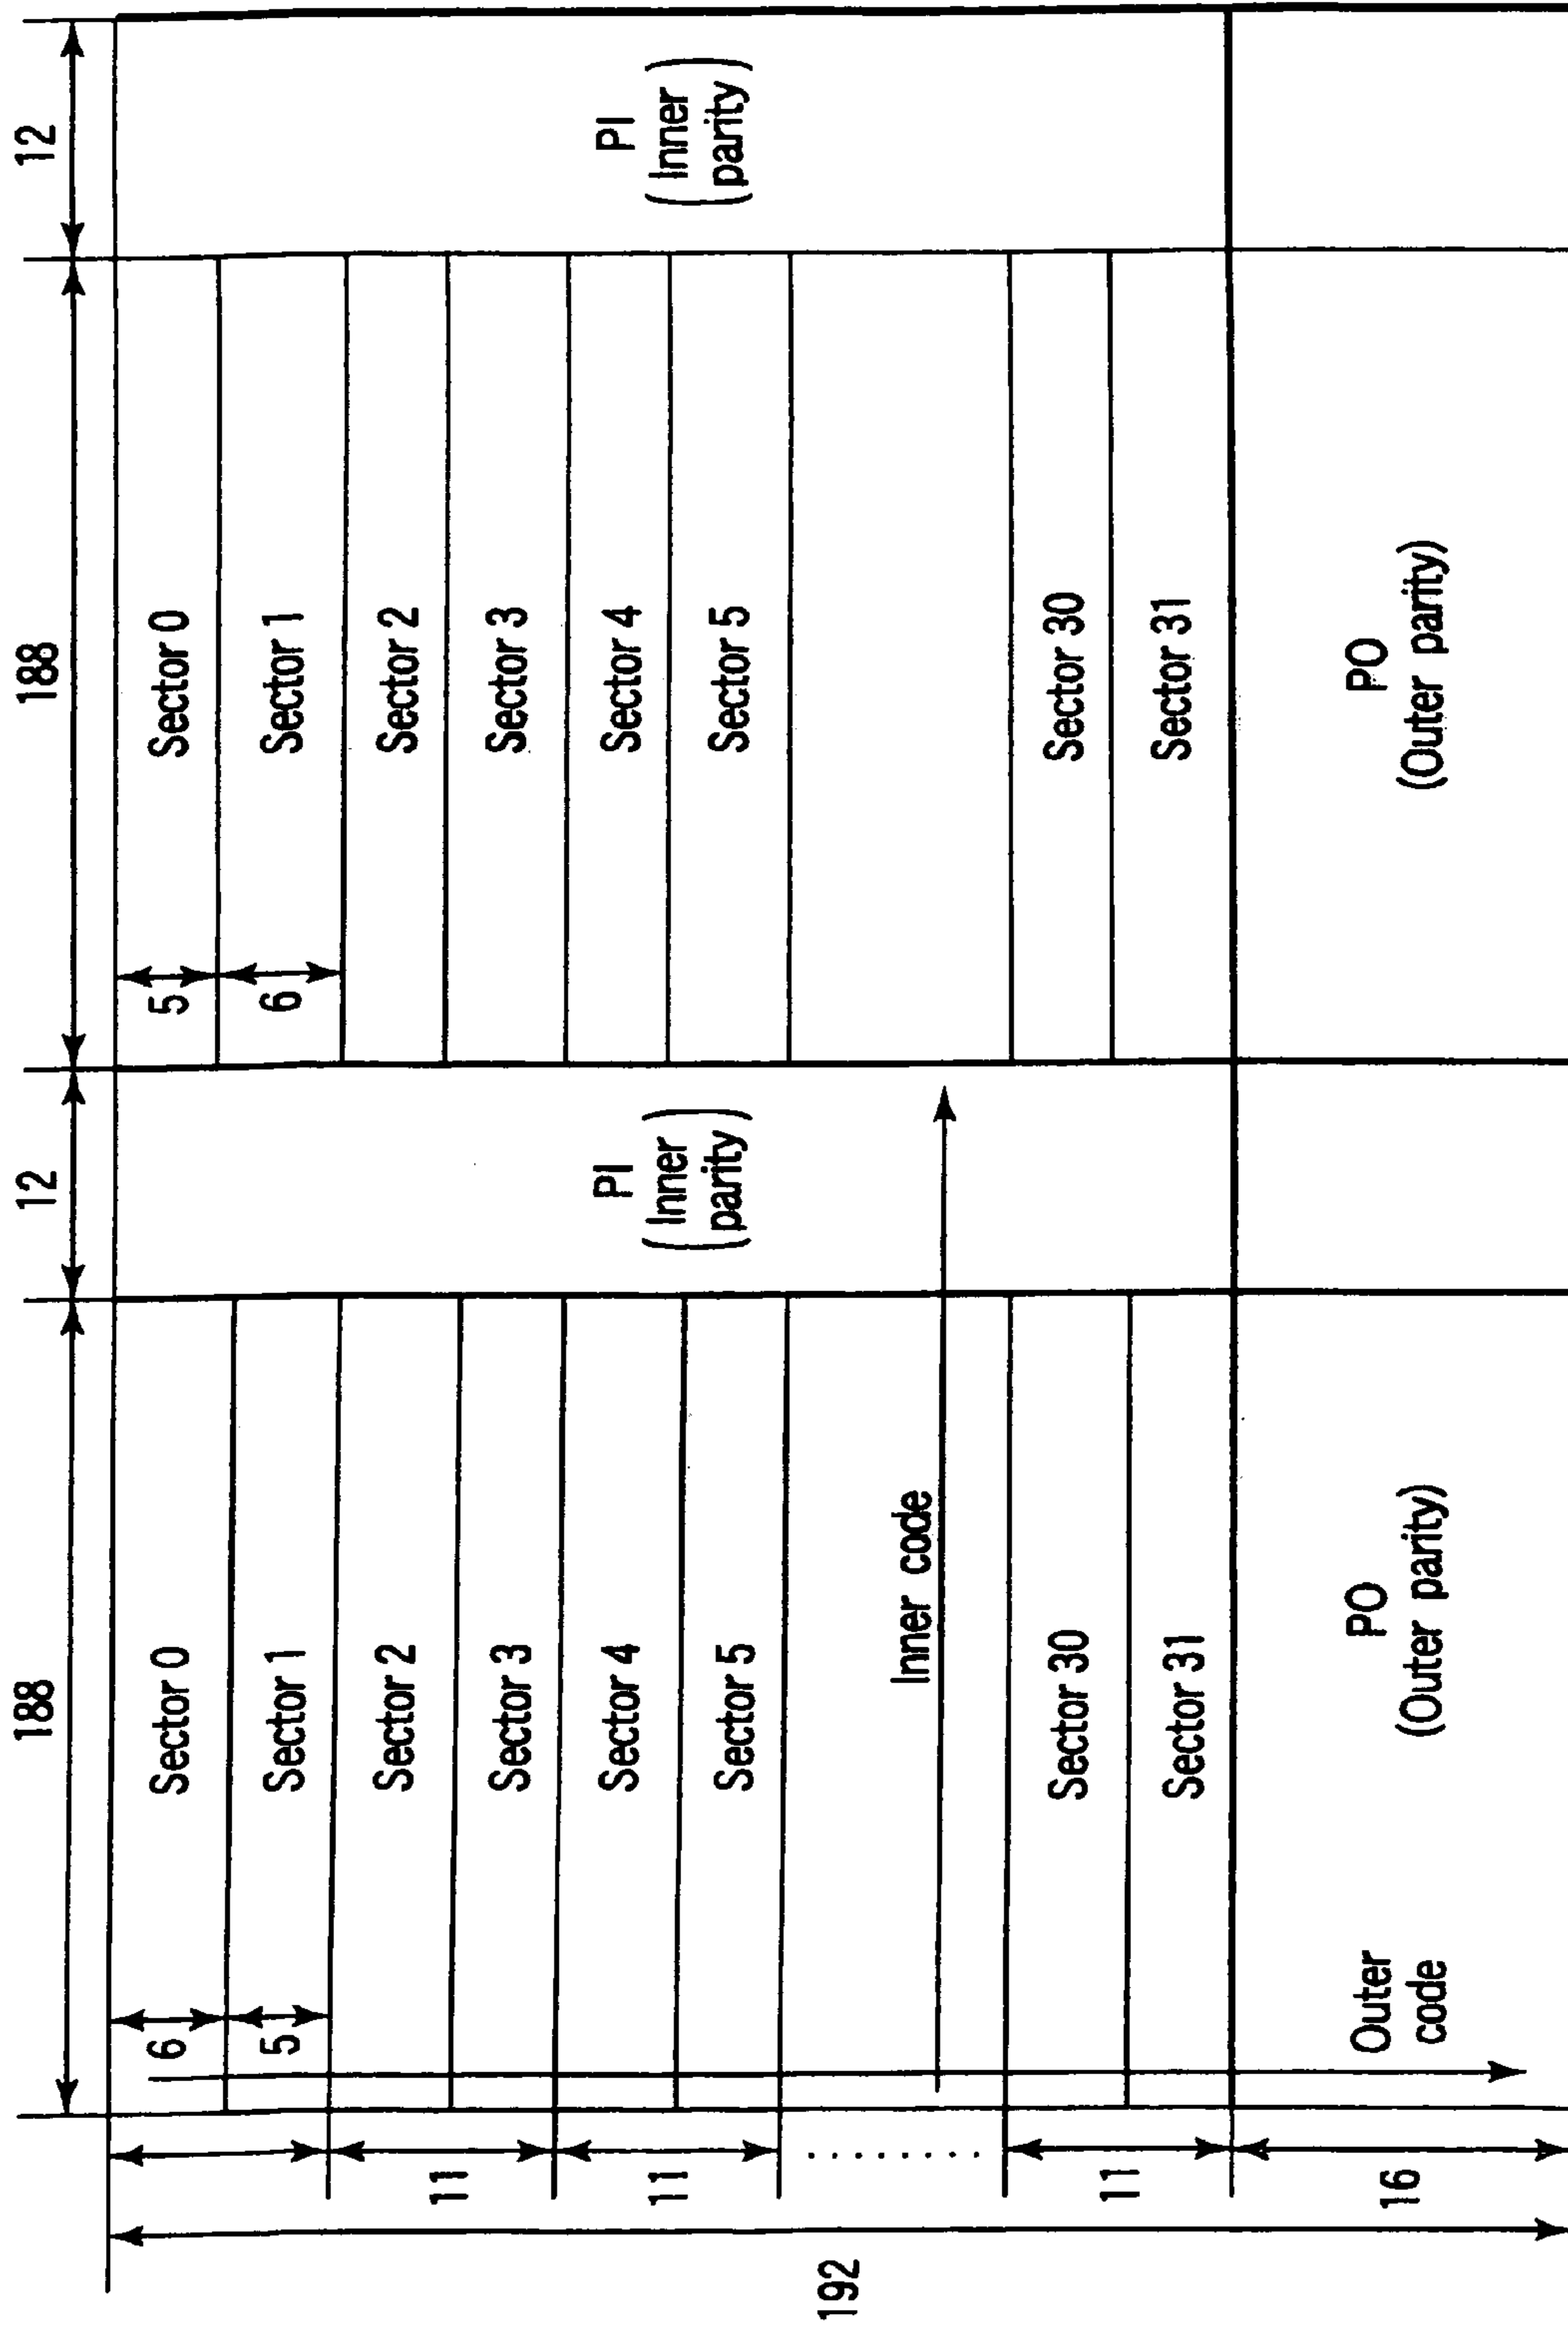 188
12
188
12
6
5
5
6
Sector 0
Sector 1
Sector 2
Sector 3
Sector 4
Sector 5
Sector 30
Sector 31
PI
(Inner
parity)
Sector 0
Sector 1
Sector 2
Sector 3
Sector 4
Sector 5
Sector 30
Sector 31
PI
(Inner
parity)
Inner code
11
11
.........
11
16
192
Outer
code
PO
(Outer parity)
PO
(Outer parity)